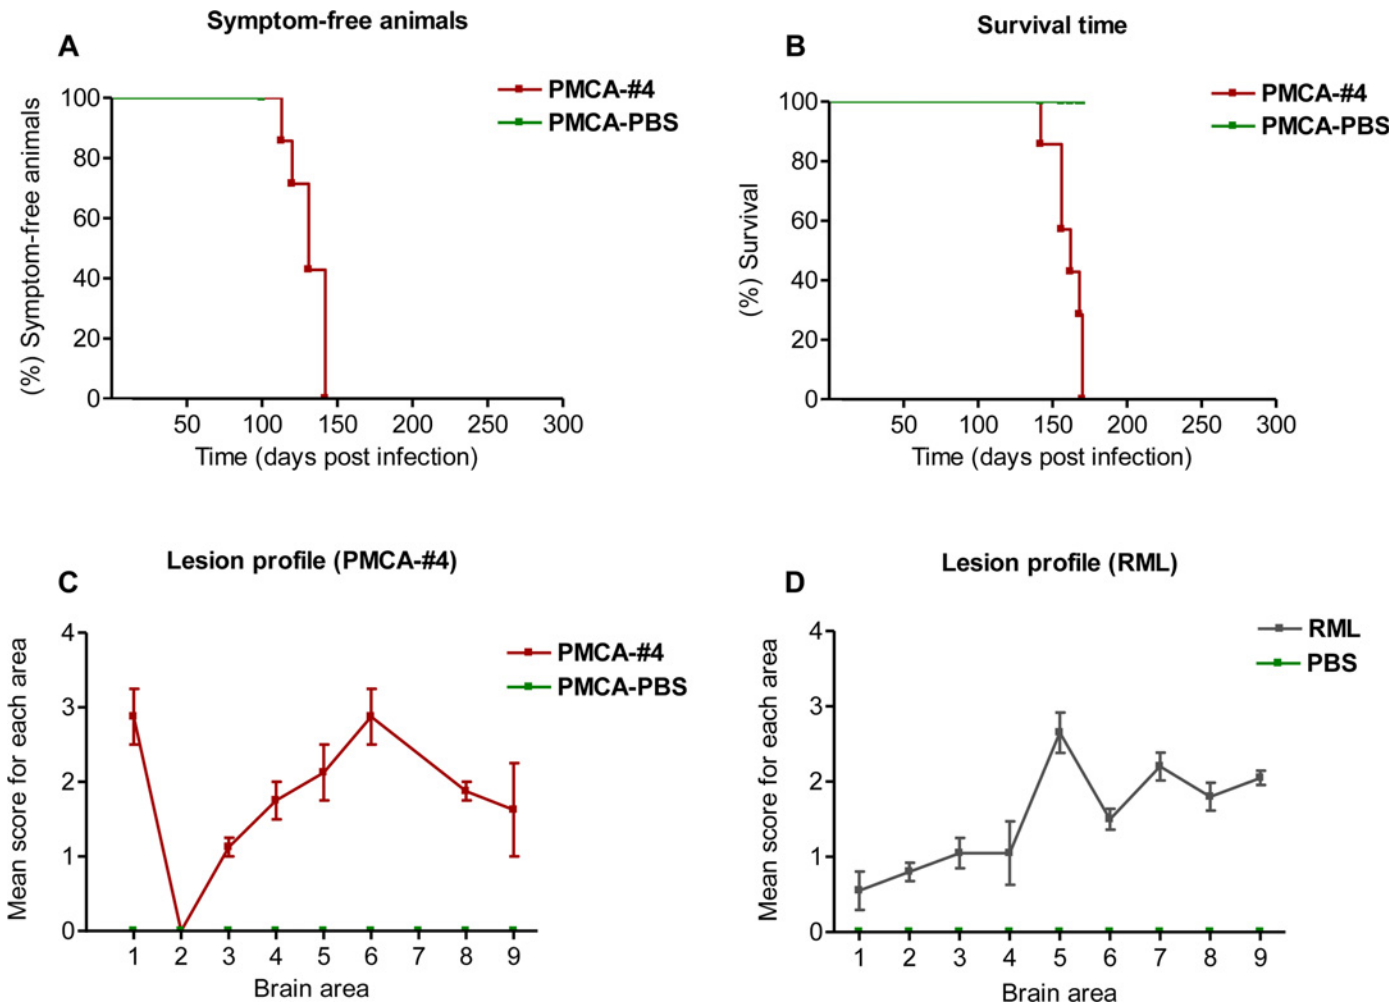 Symptom-free animals
A
PMCA-#4
PMCA-PBS
(%) Symptom-free animals
100
80
60
40
20
0
50 100 150 200 250 300
Time (days post infection)
Survival time
B
PMCA-#4
PMCA-PBS
(%) Survival
100
80
60
40
20
0
50 100 150 200 250 300
Time (days post infection)
Lesion profile (PMCA-#4)
C
PMCA-#4
PMCA-PBS
Mean score for each area
4
3
2
1
0
1 2 3 4 5 6 7 8 9
Brain area
Lesion profile (RML)
D
RML
PBS
Mean score for each area
4
3
2
1
0
1 2 3 4 5 6 7 8 9
Brain area